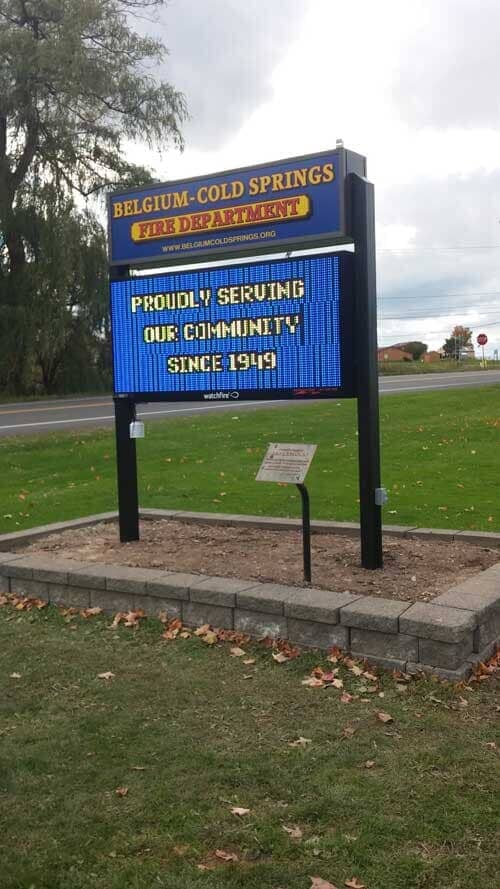 BELGIUM-COLD SPRINGS
FIRE DEPARTMENT
WWW.BELGIUMCOLDSPRINGS.ORG
PROUDLY SERVING
OUR COMMUNITY
SINCE 1949
watchfire